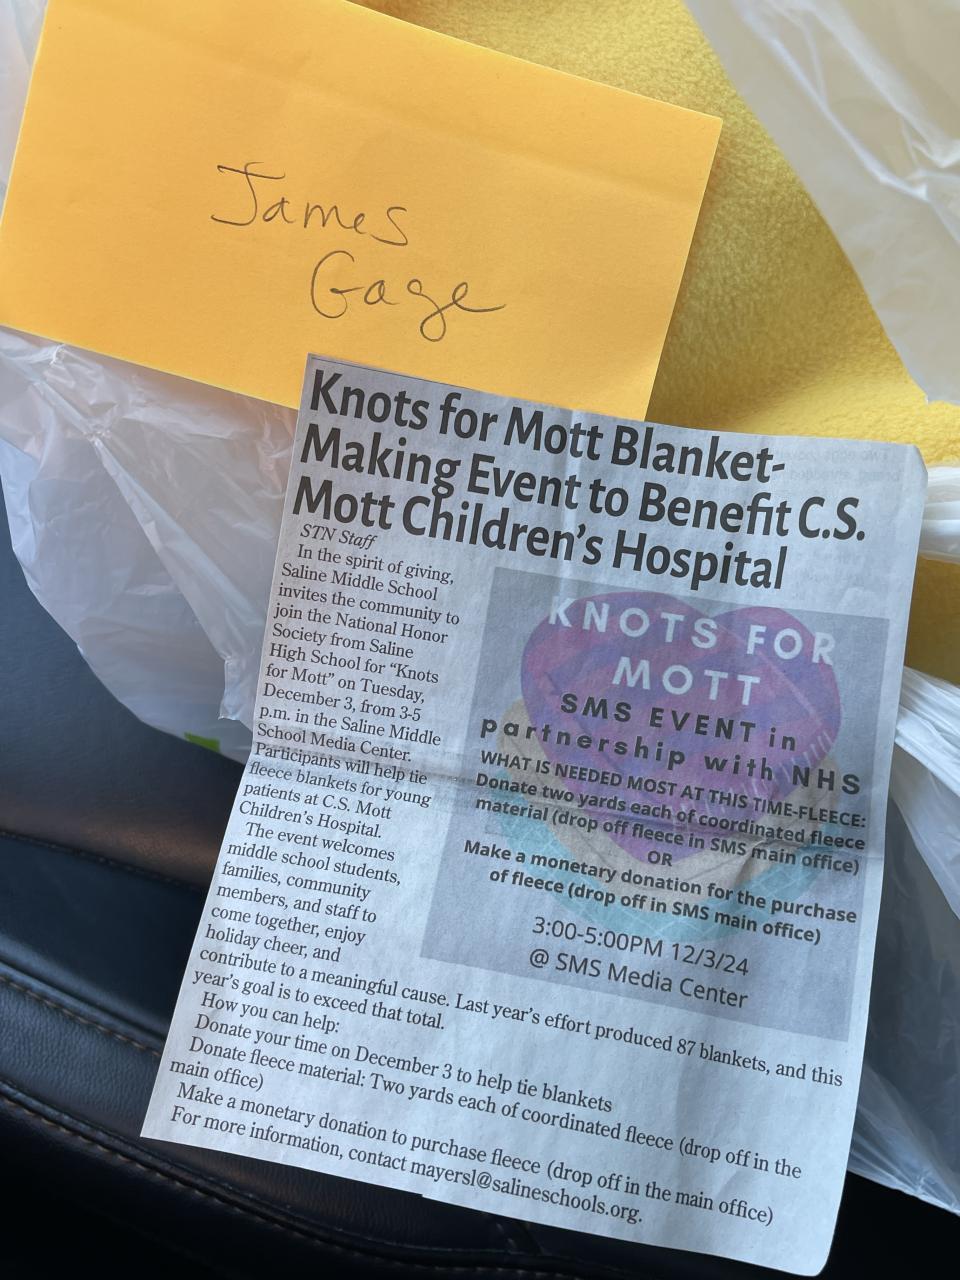 James
Gage
Knots for Mott Blanket-
Making Event to Benefit C.S.
Mott Children's Hospital
STN Staff
In the spirit of giving,
Saline Middle School
invites the community to
join the National Honor
Society from Saline
High School for "Knots
for Mott" on Tuesday,
December 3, from 3-5
p.m. in the Saline Middle
School Media Center.
Participants will help tie
fleece blankets for young
patients at C.S. Mott
Children's Hospital.
The event welcomes
middle school students,
families, community
members, and staff to
come together, enjoy
holiday cheer, and
contribute to a meaningful cause. Last year's effort produced 87 blankets, and this
year's goal is to exceed that total.
How you can help:
Donate your time on December 3 to help tie blankets
Donate fleece material: Two yards each of coordinated fleece (drop off in the
main office)
Make a monetary donation to purchase fleece (drop off in the main office)
For more information, contact mayersl@salineschools.org.
KNOTS FOR
MOTT
SMS EVENT in
partnership with NHS
WHAT IS NEEDED MOST AT THIS TIME-FLEECE:
Donate two yards each of coordinated fleece
material (drop off fleece in SMS main office)
OR
Make a monetary donation for the purchase
of fleece (drop off in SMS main office)
3:00-5:00PM 12/3/24
@ SMS Media Center